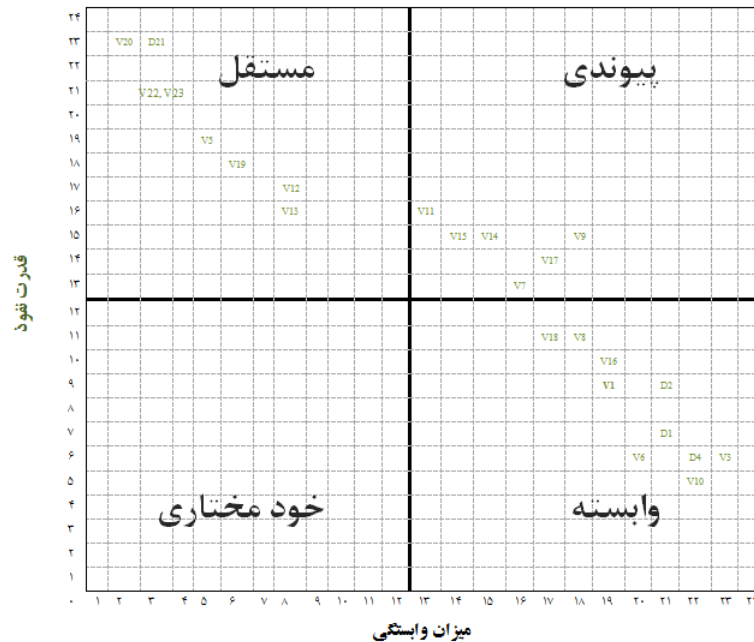 ۲۴
۲۳ V20 D21
۲۲ مستقل پیوندی
۲۱ V22, V23
۲۰
۱۹ V5
۱۸ V19
۱۷ V12
۱۶ V13 V11
۱۵ V15 V14 V9
۱۴ V17
۱۳ V7
قدرت نفوذ
۱۲
۱۱ V18 V8
۱۰ V16
۹ V1 D2
۸
۷ D1
۶ V6 D4 V3
۵ V10
۴ خود مختاری وابسته
۳
۲
۱
۰ ۱ ۲ ۳ ۴ ۵ ۶ ۷ ۸ ۹ ۱۰ ۱۱ ۱۲ ۱۳ ۱۴ ۱۵ ۱۶ ۱۷ ۱۸ ۱۹ ۲۰ ۲۱ ۲۲ ۲۳
میزان وابستگی